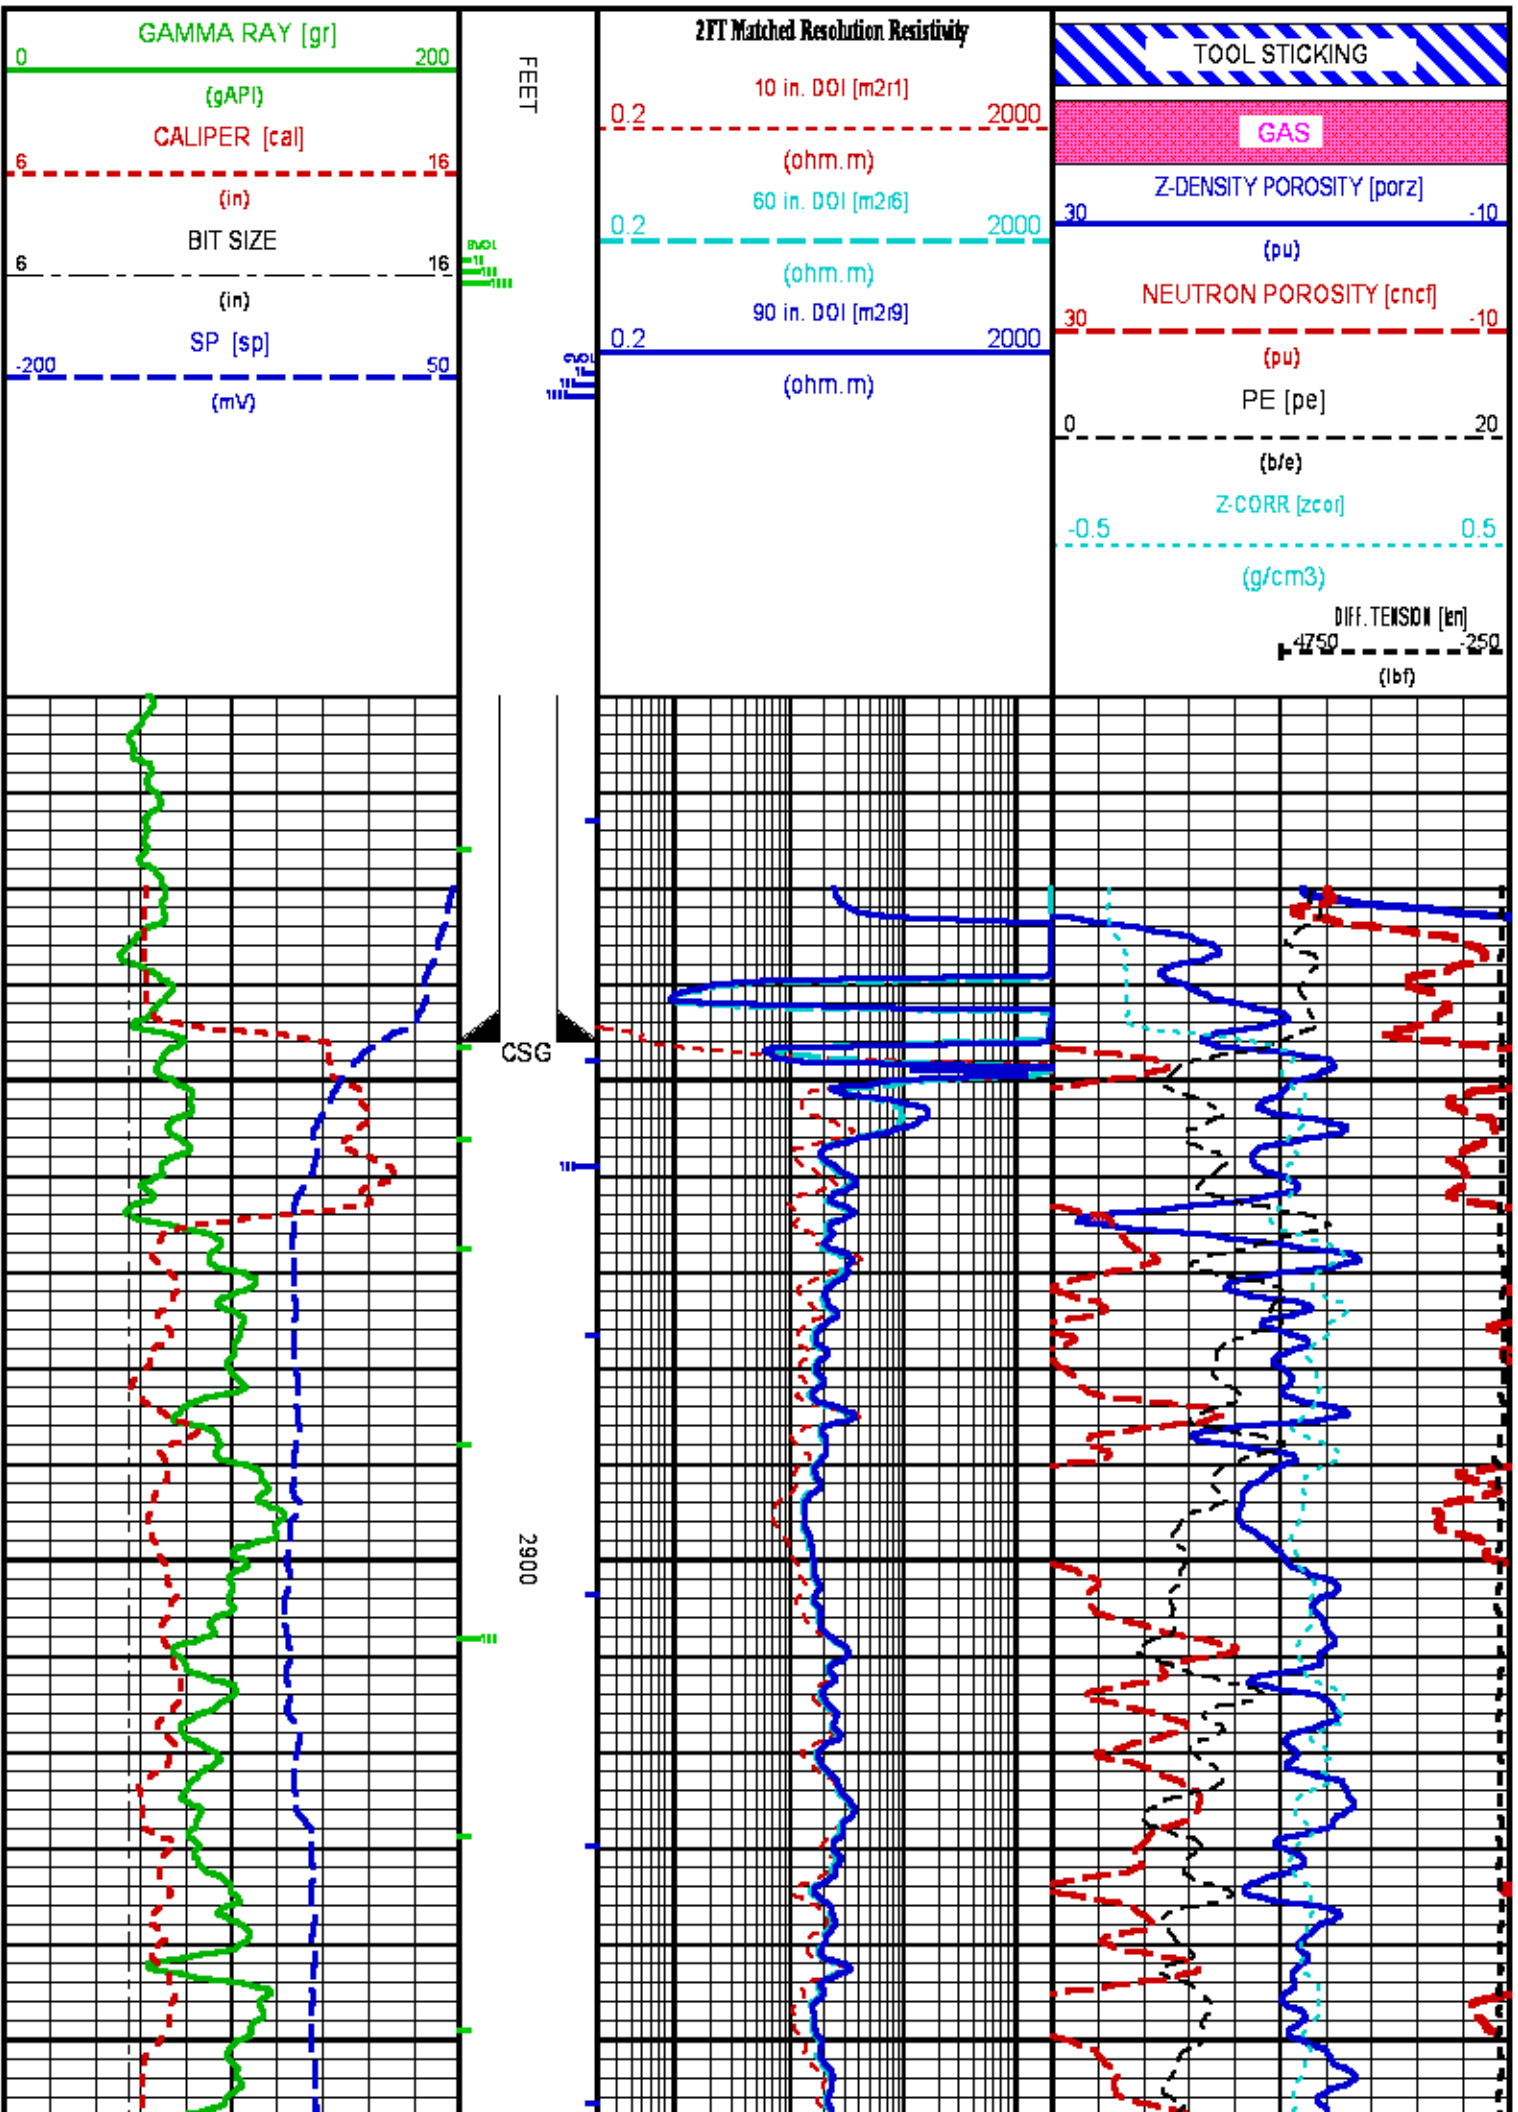 GAMMA RAY [gr]
0 200
(gAPI)
CALIPER [cal]
6 16
(in)
BIT SIZE
6 16
(in)
SP [sp]
-200 50
(mV)
FEET
BVOL
2FT Matched Resolution Resistivity
10 in. DOI [m2r1]
0.2 2000
(ohm.m)
60 in. DOI [m2r6]
0.2 2000
(ohm.m)
90 in. DOI [m2r9]
0.2 2000
(ohm.m)
TOOL STICKING
GAS
Z-DENSITY POROSITY [porz]
30 -10
(pu)
NEUTRON POROSITY [cncf]
30 -10
(pu)
PE [pe]
0 20
(b/e)
Z-CORR [zcor]
-0.5 0.5
(g/cm3)
DIFF. TENSION [ten]
4750 -250
(lbf)
CSG
2900